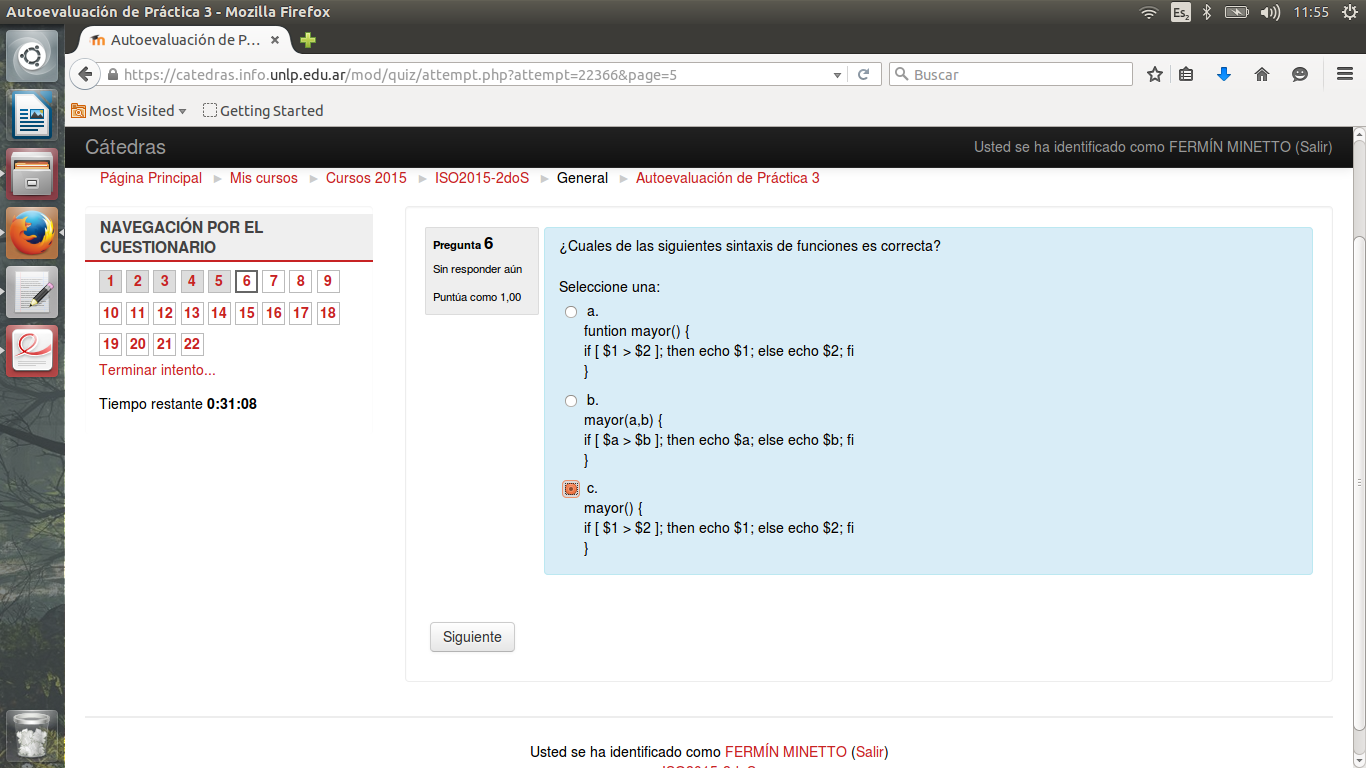 Autoevaluación de Práctica 3 - Mozilla Firefox
Es2
11:55
Autoevaluación de P...
https://catedras.info.unlp.edu.ar/mod/quiz/attempt.php?attempt=22366&page=5
Buscar
Most Visited
Getting Started
Cátedras
Usted se ha identificado como FERMÍN MINETTO (Salir)
Página Principal ► Mis cursos ► Cursos 2015 ► ISO2015-2doS ► General ► Autoevaluación de Práctica 3
NAVEGACIÓN POR EL
CUESTIONARIO
1 2 3 4 5 6 7 8 9
10 11 12 13 14 15 16 17 18
19 20 21 22
Terminar intento...
Tiempo restante 0:31:08
Pregunta 6
Sin responder aún
Puntúa como 1,00
¿Cuales de las siguientes sintaxis de funciones es correcta?
Seleccione una:
a.
funtion mayor() {
if [ $1 > $2 ]; then echo $1; else echo $2; fi
}
b.
mayor(a,b) {
if [ $a > $b ]; then echo $a; else echo $b; fi
}
c.
mayor() {
if [ $1 > $2 ]; then echo $1; else echo $2; fi
}
Siguiente
Usted se ha identificado como FERMÍN MINETTO (Salir)
ISO2015-2doS